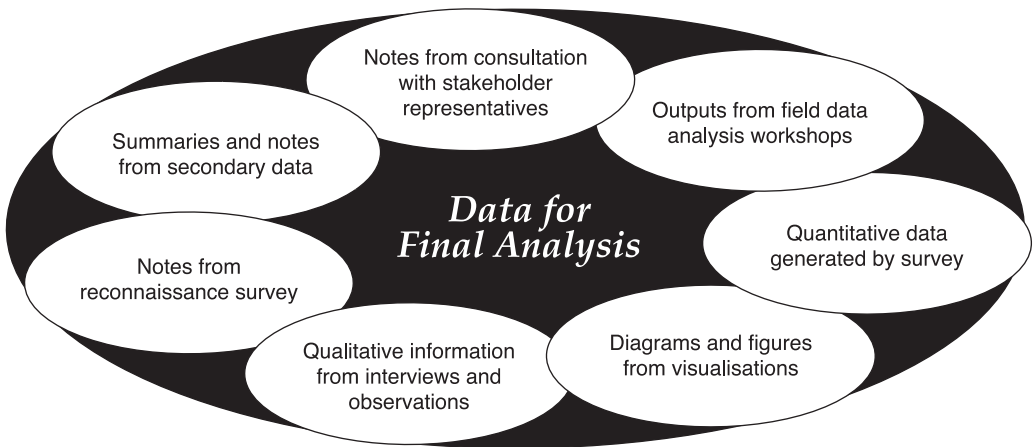 Notes from consultation
with stakeholder
representatives
Outputs from field data
analysis workshops
Summaries and notes
from secondary data
Data for
Final Analysis
Quantitative data
generated by survey
Notes from
reconnaissance survey
Diagrams and figures
from visualisations
Qualitative information
from interviews and
observations